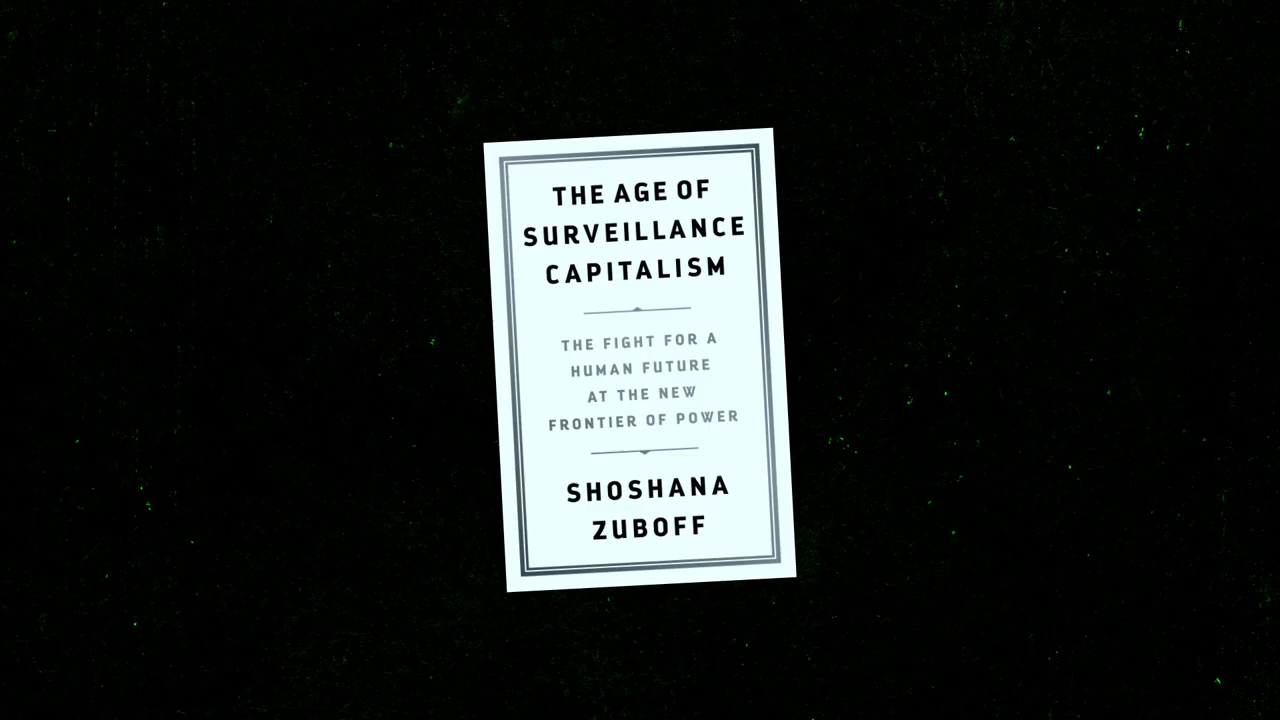 THE AGE OF
SURVEILLANCE
CAPITALISM
THE FIGHT FOR A
HUMAN FUTURE
AT THE NEW
FRONTIER OF POWER
SHOSHANA
ZUBOFF